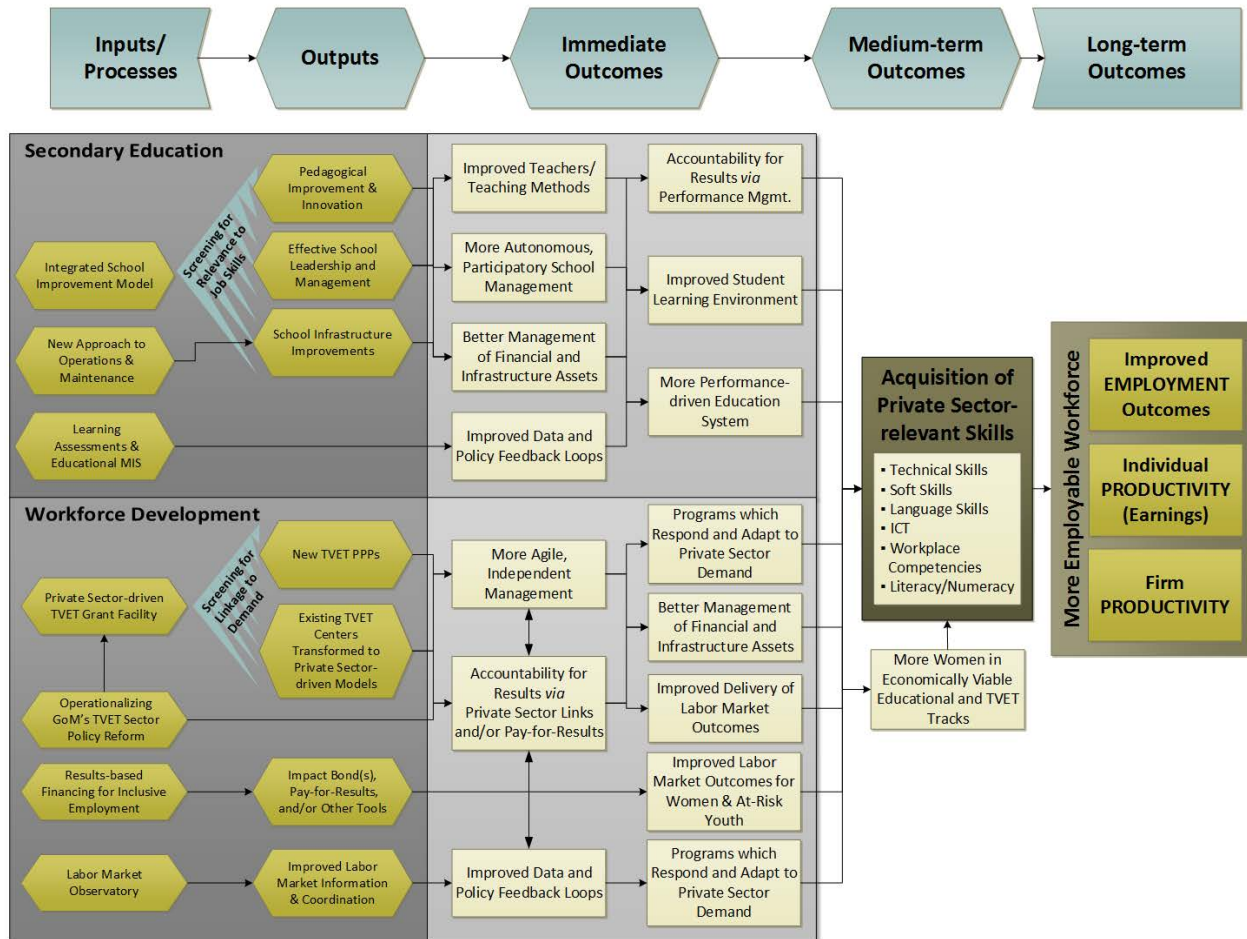 Inputs/
Processes
Outputs
Immediate
Outcomes
Medium-term
Outcomes
Long-term
Outcomes
Secondary Education
Integrated School
Improvement Model
New Approach to
Operations &
Maintenance
Learning
Assessments &
Educational MIS
Screening for
Relevance to
Job Skills
Pedagogical
Improvement &
Innovation
Effective School
Leadership and
Management
School Infrastructure
Improvements
Improved Teachers/
Teaching Methods
More Autonomous,
Participatory School
Management
Better Management
of Financial and
Infrastructure Assets
Improved Data and
Policy Feedback Loops
Accountability for
Results via
Performance Mgmt.
Improved Student
Learning Environment
More Performance-
driven Education
System
Workforce Development
Private Sector-driven
TVET Grant Facility
Operationalizing
GoM's TVET Sector
Policy Reform
Results-based
Financing for Inclusive
Employment
Labor Market
Observatory
Screening for
Linkage to
Demand
New TVET PPPs
Existing TVET
Centers
Transformed to
Private Sector-
driven Models
Impact Bond(s),
Pay-for-Results,
and/or Other Tools
Improved Labor
Market Information
& Coordination
More Agile,
Independent
Management
Accountability for
Results via
Private Sector Links
and/or Pay-for-Results
Improved Data and
Policy Feedback Loops
Programs which
Respond and Adapt to
Private Sector
Demand
Better Management
of Financial and
Infrastructure Assets
Improved Delivery of
Labor Market
Outcomes
Improved Labor
Market Outcomes for
Women & At-Risk
Youth
Programs which
Respond and Adapt to
Private Sector
Demand
Acquisition of
Private Sector-
relevant Skills
▪ Technical Skills
▪ Soft Skills
▪ Language Skills
▪ ICT
▪ Workplace
Competencies
▪ Literacy/Numeracy
More Women in
Economically Viable
Educational and TVET
Tracks
More Employable Workforce
Improved
EMPLOYMENT
Outcomes
Individual
PRODUCTIVITY
(Earnings)
Firm
PRODUCTIVITY